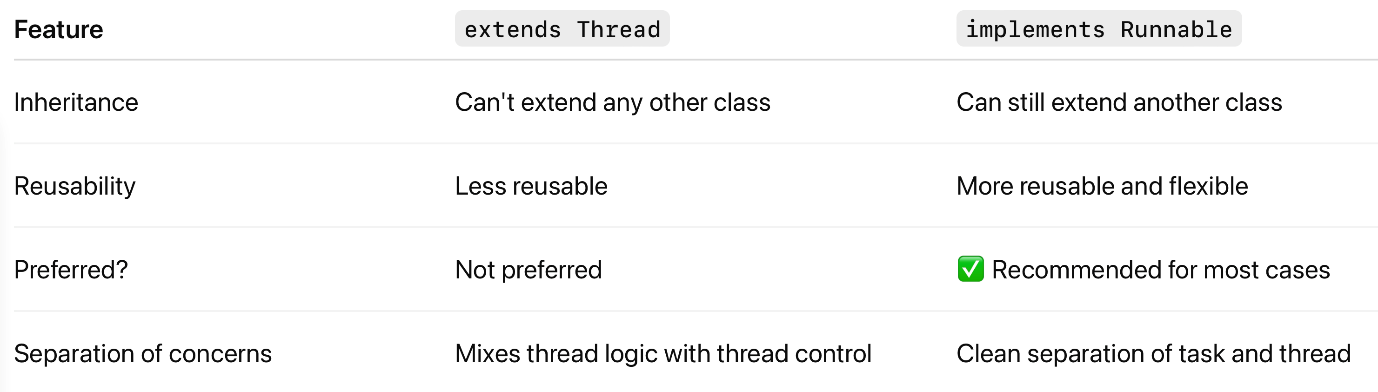 Feature extends Thread implements Runnable
Inheritance Can't extend any other class Can still extend another class
Reusability Less reusable More reusable and flexible
Preferred? Not preferred ✅ Recommended for most cases
Separation of concerns Mixes thread logic with thread control Clean separation of task and thread